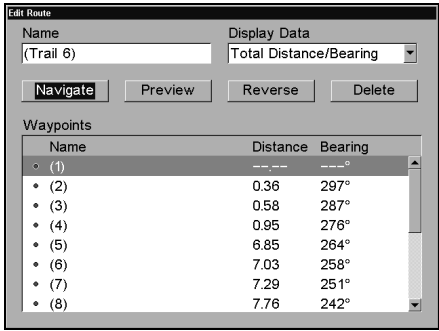 Edit Route
Name Display Data
(Trail 6) Total Distance/Bearing
Navigate Preview Reverse Delete
Waypoints
Name Distance Bearing
(1) --.-- ---°
(2) 0.36 297°
(3) 0.58 287°
(4) 0.95 276°
(5) 6.85 264°
(6) 7.03 258°
(7) 7.29 251°
(8) 7.76 242°